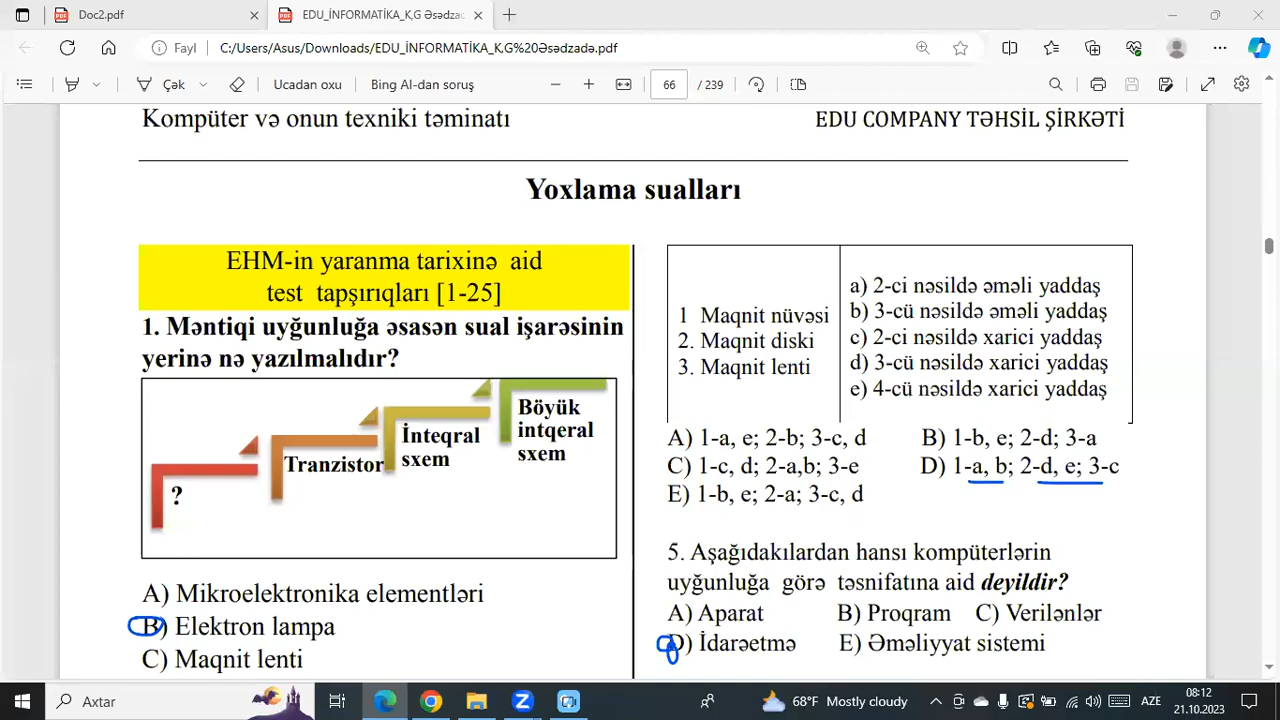 Doc2.pdf
EDU_İNFORMATİKA_K,G Əsədzadə
Fayl
C:/Users/Asus/Downloads/EDU_İNFORMATİKA_K,G%20Əsədzadə.pdf
Çək
Ucadan oxu
Bing AI-dan soruş
66 / 239
Kompüter və onun texniki təminatı
EDU COMPANY TƏHSİL ŞİRKƏTİ
Yoxlama sualları
EHM-in yaranma tarixinə aid
test tapşırıqları [1-25]
1. Məntiqi uyğunluğa əsasən sual işarəsinin
yerinə nə yazılmalıdır?
?
Tranzistor
İnteqral
sxem
Böyük
intqeral
sxem
A) Mikroelektronika elementləri
B) Elektron lampa
C) Maqnit lenti
1 Maqnit nüvəsi
2. Maqnit diski
3. Maqnit lenti
a) 2-ci nəsildə əməli yaddaş
b) 3-cü nəsildə əməli yaddaş
c) 2-ci nəsildə xarici yaddaş
d) 3-cü nəsildə xarici yaddaş
e) 4-cü nəsildə xarici yaddaş
A) 1-a, e; 2-b; 3-c, d B) 1-b, e; 2-d; 3-a
C) 1-c, d; 2-a,b; 3-e D) 1-a, b; 2-d, e; 3-c
E) 1-b, e; 2-a; 3-c, d
5. Aşağıdakılardan hansı kompüterlərin
uyğunluğa görə təsnifatına aid deyildir?
A) Aparat B) Proqram C) Verilənlər
D) İdarəetmə E) Əməliyyat sistemi
Axtar
68°F Mostly cloudy
AZE
08:12
21.10.2023